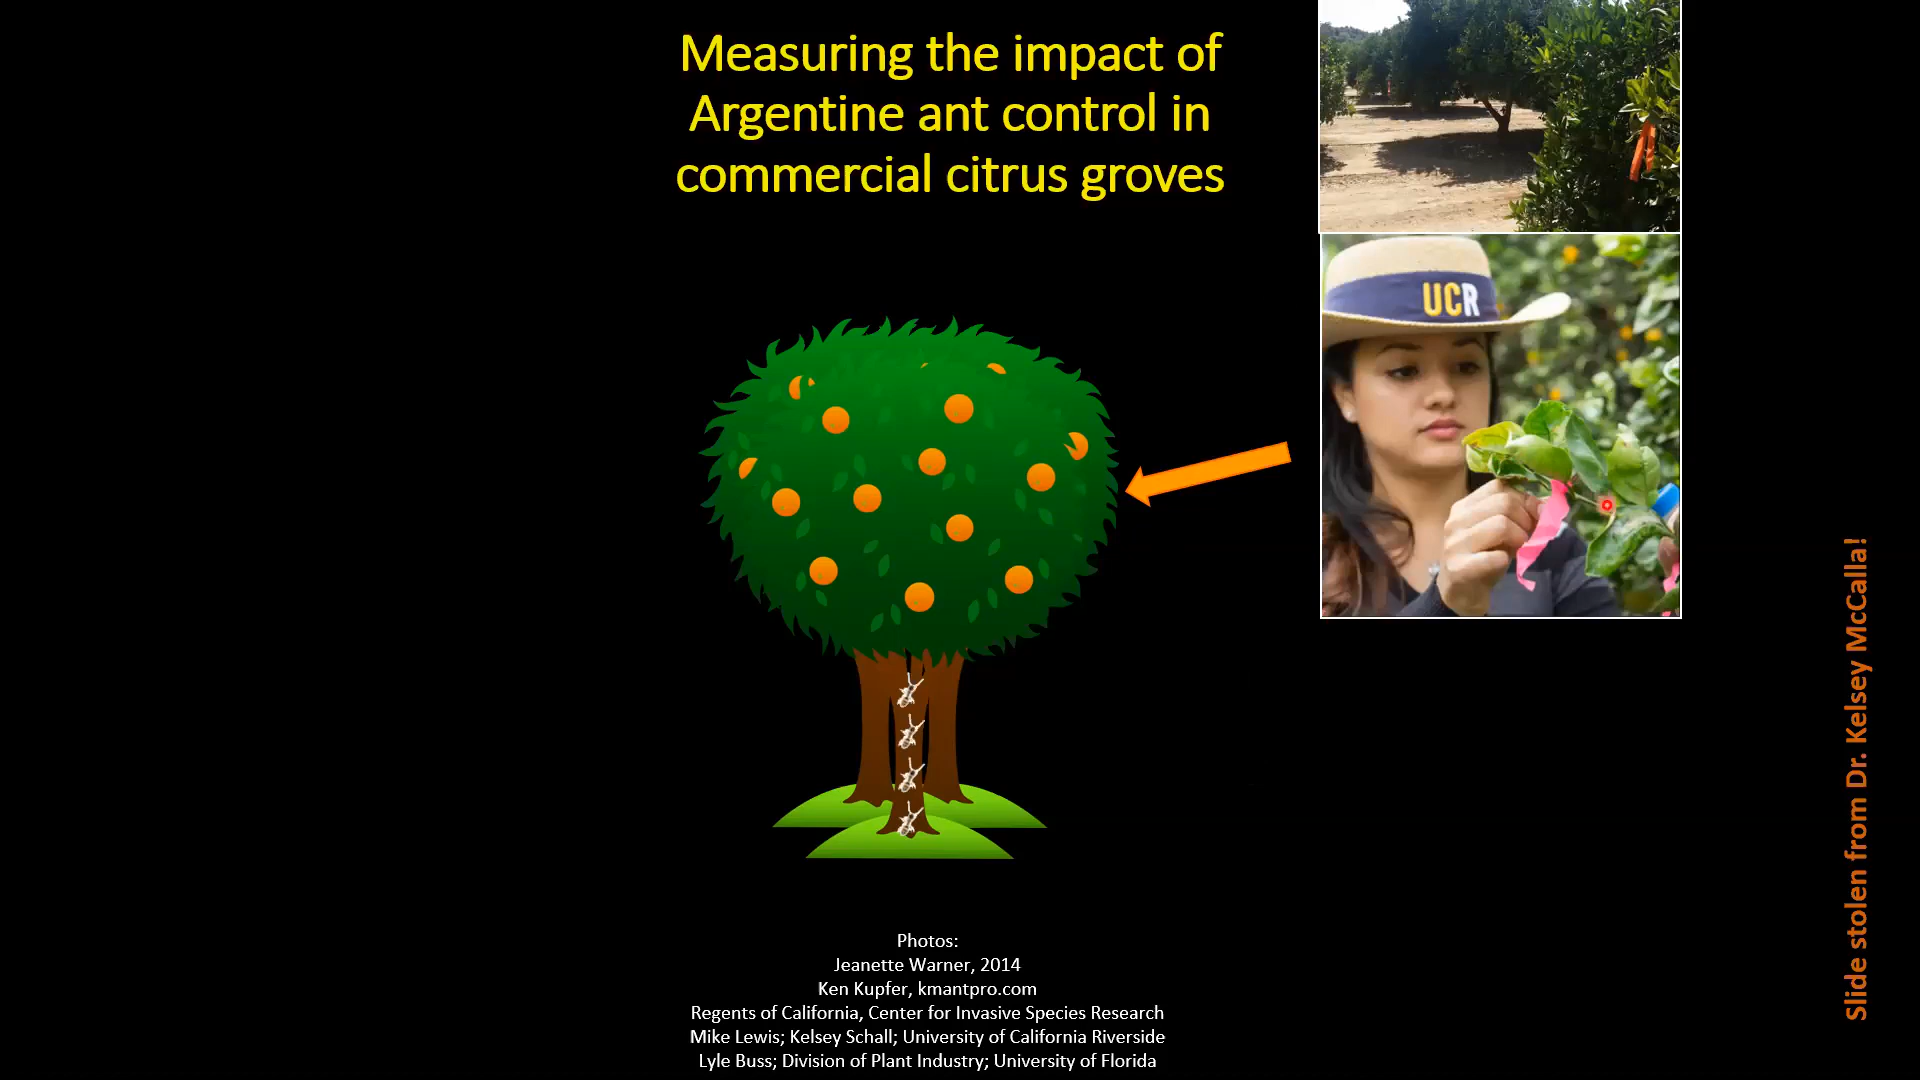 Measuring the impact of
Argentine ant control in
commercial citrus groves
UCR
Slide stolen from Dr. Kelsey McCalla!
Photos:
Jeanette Warner, 2014
Ken Kupfer, kmantpro.com
Regents of California, Center for Invasive Species Research
Mike Lewis; Kelsey Schall; University of California Riverside
Lyle Buss; Division of Plant Industry; University of Florida